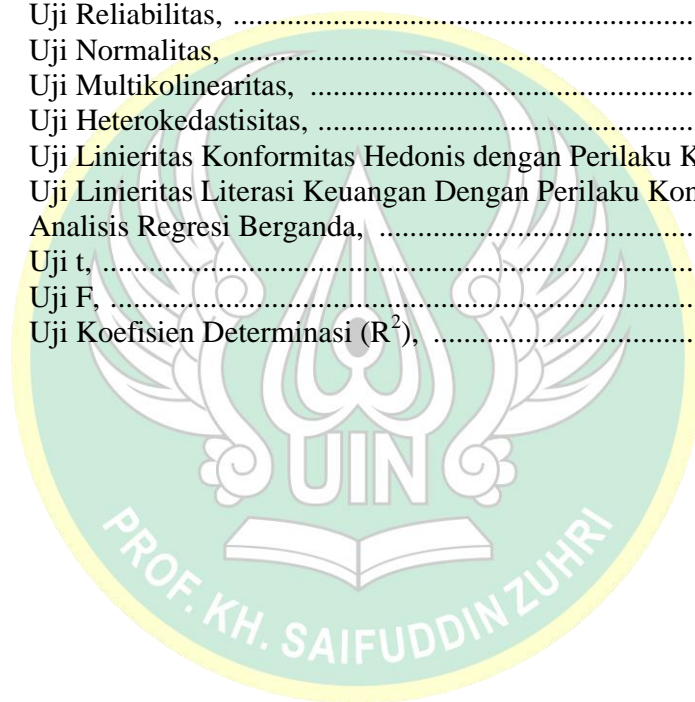 Uji Reliabilitas, ................................................................
Uji Normalitas, ................................................................
Uji Multikolinearitas, ....................................................
Uji Heterokedastisitas, ...................................................
Uji Linieritas Konformitas Hedonis dengan Perilaku
Uji Linieritas Literasi Keuangan Dengan Perilaku
Analisis Regresi Berganda, ...........................................
Uji t, ..............................................................................
Uji F, .............................................................................
Uji Koefisien Determinasi (R²), ...................................
UIN
PROF. KH. SAIFUDDIN ZUHRI